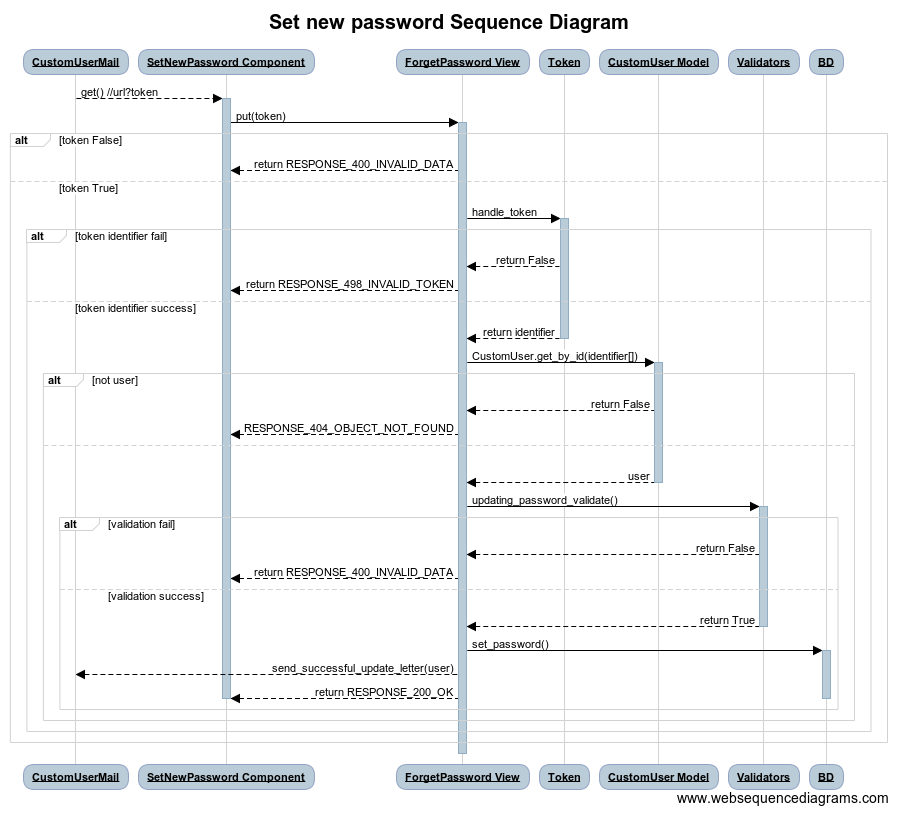 Set new password Sequence Diagram
CustomUserMail SetNewPassword Component ForgetPassword View Token CustomUser Model Validators BD
get() //url?token
put(token)
alt [token False]
return RESPONSE_400_INVALID_DATA
[token True]
handle_token
alt [token identifier fail]
return False
return RESPONSE_498_INVALID_TOKEN
[token identifier success]
return identifier
CustomUser.get_by_id(identifier[])
alt [not user]
return False
RESPONSE_404_OBJECT_NOT_FOUND
user
updating_password_validate()
alt [validation fail]
return False
return RESPONSE_400_INVALID_DATA
[validation success]
return True
set_password()
send_successful_update_letter(user)
return RESPONSE_200_OK
CustomUserMail SetNewPassword Component ForgetPassword View Token CustomUser Model Validators BD
www.websequencediagrams.com